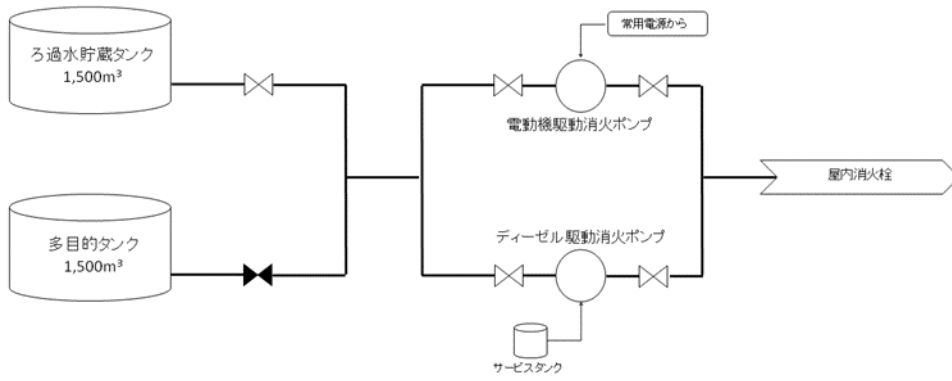 ろ過水貯蔵タンク
1,500m³
常用電源から
電動機駆動消火ポンプ
屋内消火栓
多目的タンク
1,500m³
ディーゼル駆動消火ポンプ
サービスタンク